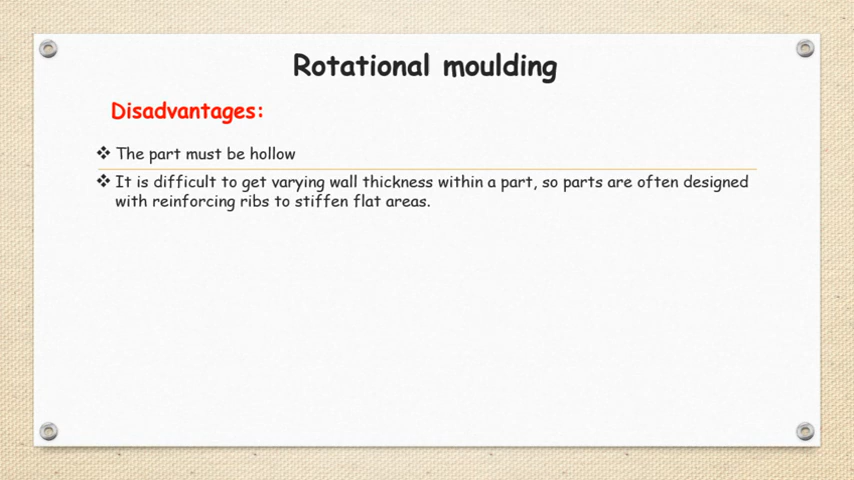 Rotational moulding
Disadvantages:
❖ The part must be hollow
❖ It is difficult to get varying wall thickness within a part, so parts are often designed
with reinforcing ribs to stiffen flat areas.